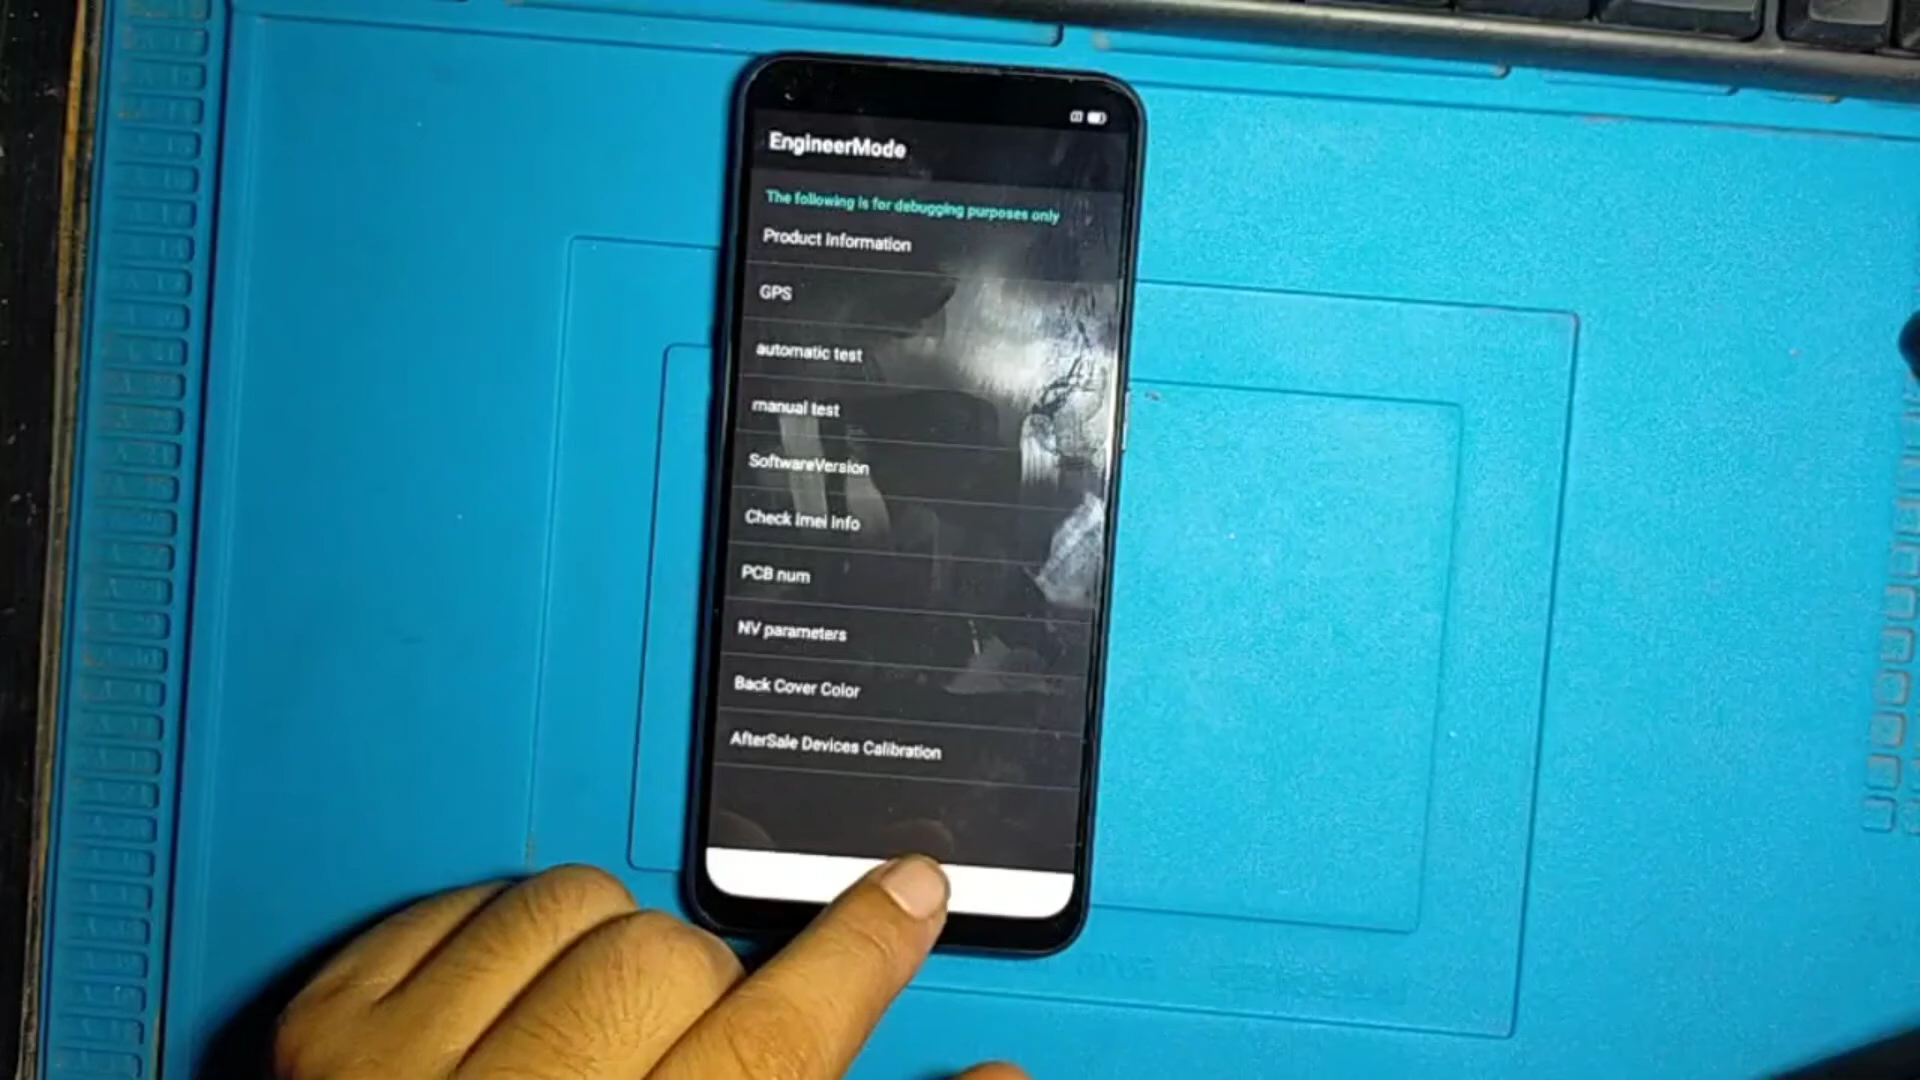 EngineerMode
The following is for debugging purposes only
Product Information
GPS
automatic test
manual test
SoftwareVersion
Check Imei Info
PCB num
NV parameters
Back Cover Color
AfterSale Devices Calibration